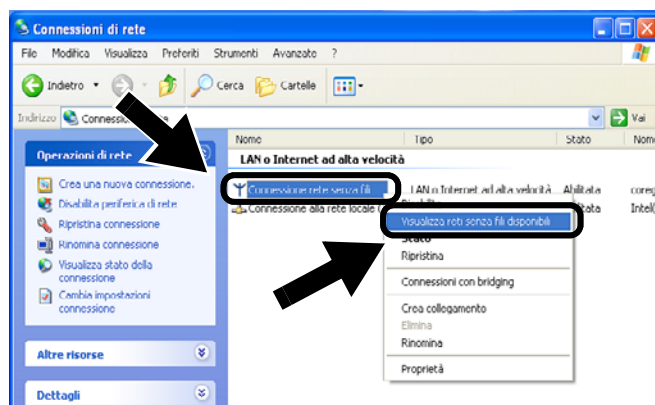 Connessioni di rete
File Modifica Visualizza Preferiti Strumenti Avanzate ?
Indietro Cerca Cartelle
Indirizzo Vai
Nome Tipo Stato
Operazioni di rete
LAN o Internet ad alta velocità
Crea una nuova connessione.
Connessione rete senza fili LAN o Internet ad alta velocità Abilitata
Disabilita periferica di rete
Connessione alla rete locale ( Intel(
Visualizza reti senza fili disponibili
Ripristina connessione
Stato
Rinomina connessione
Ripristina
Visualizza stato della
connessione
Connessioni con bridging
Cambia impostazioni
connessione
Crea collegamento
Elimina
Rinomina
Altre risorse
Proprietà
Dettagli